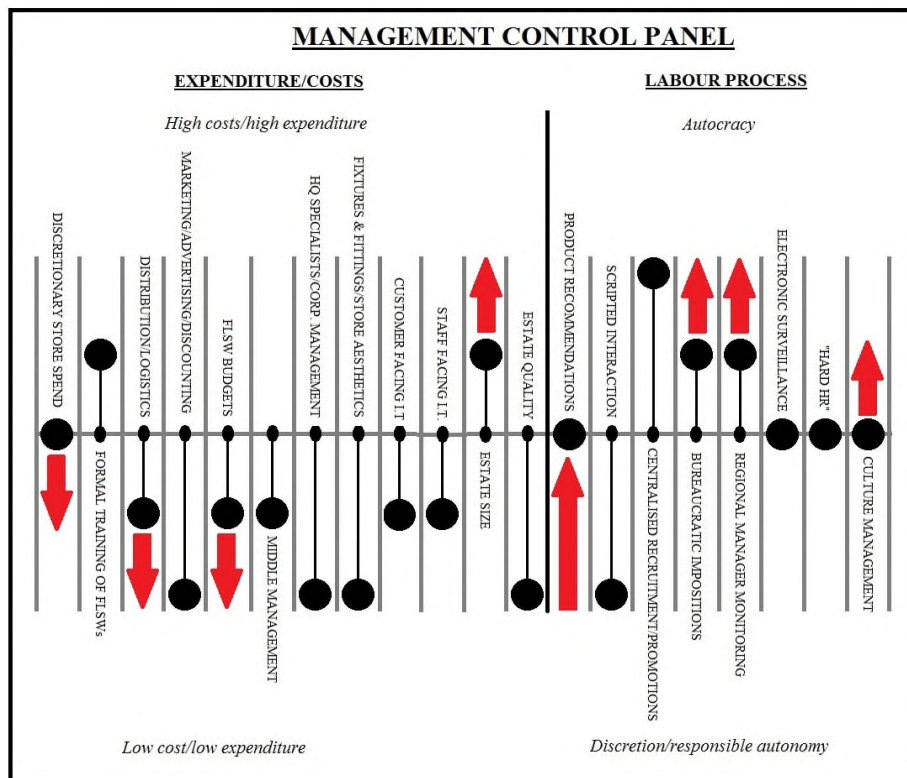 MANAGEMENT CONTROL PANEL
EXPENDITURE/COSTS
LABOUR PROCESS
High costs/high expenditure
Autocracy
DISCRETIONARY STORE SPEND
FORMAL TRAINING OF FLSWs
DISTRIBUTION/LOGISTICS
MARKETING/ADVERTISING/DISCOUNTING
FLSW BUDGETS
MIDDLE MANAGEMENT
HQ SPECIALISTS/CORP. MANAGEMENT
FIXTURES & FITTINGS/STORE AESTHETICS
CUSTOMER FACING I.T
STAFF FACING I.T.
ESTATE SIZE
ESTATE QUALITY
PRODUCT RECOMMENDATIONS
SCRIPTED INTERACTION
CENTRALISED RECRUITMENT/PROMOTIONS
BUREAUCRATIC IMPOSITIONS
REGIONAL MANAGER MONITORING
ELECTRONIC SURVEILLANCE
"HARD HR"
CULTURE MANAGEMENT
Low cost/low expenditure
Discretion/responsible autonomy